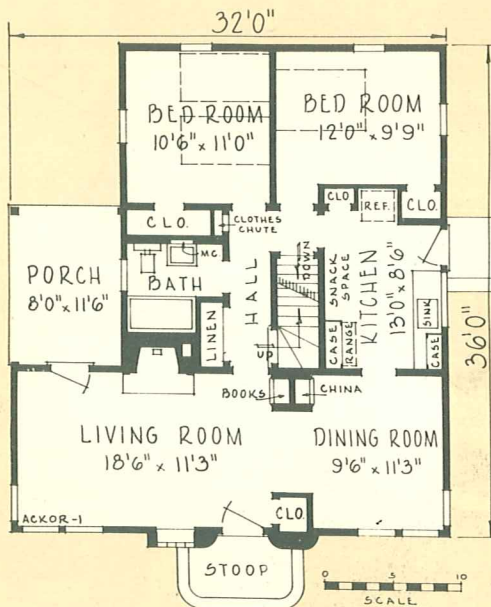 32'0"
BED ROOM
10'6" x 11'0"
BED ROOM
12'0" x 9'9"
CLO.
CLO
REF.
CLO.
CLOTHES
CHUTE
MC
BATH
PORCH
8'0" x 11'6"
LINEN
HALL
DOWN
UP
SNACK
SPACE
KITCHEN
13'0" x 8'6"
CASE
RANGE
SINK
CASE
36'0"
BOOKS
CHINA
LIVING ROOM
18'6" x 11'3"
DINING ROOM
9'6" x 11'3"
ACKOR-1
CLO.
STOOP
0 5 10
SCALE